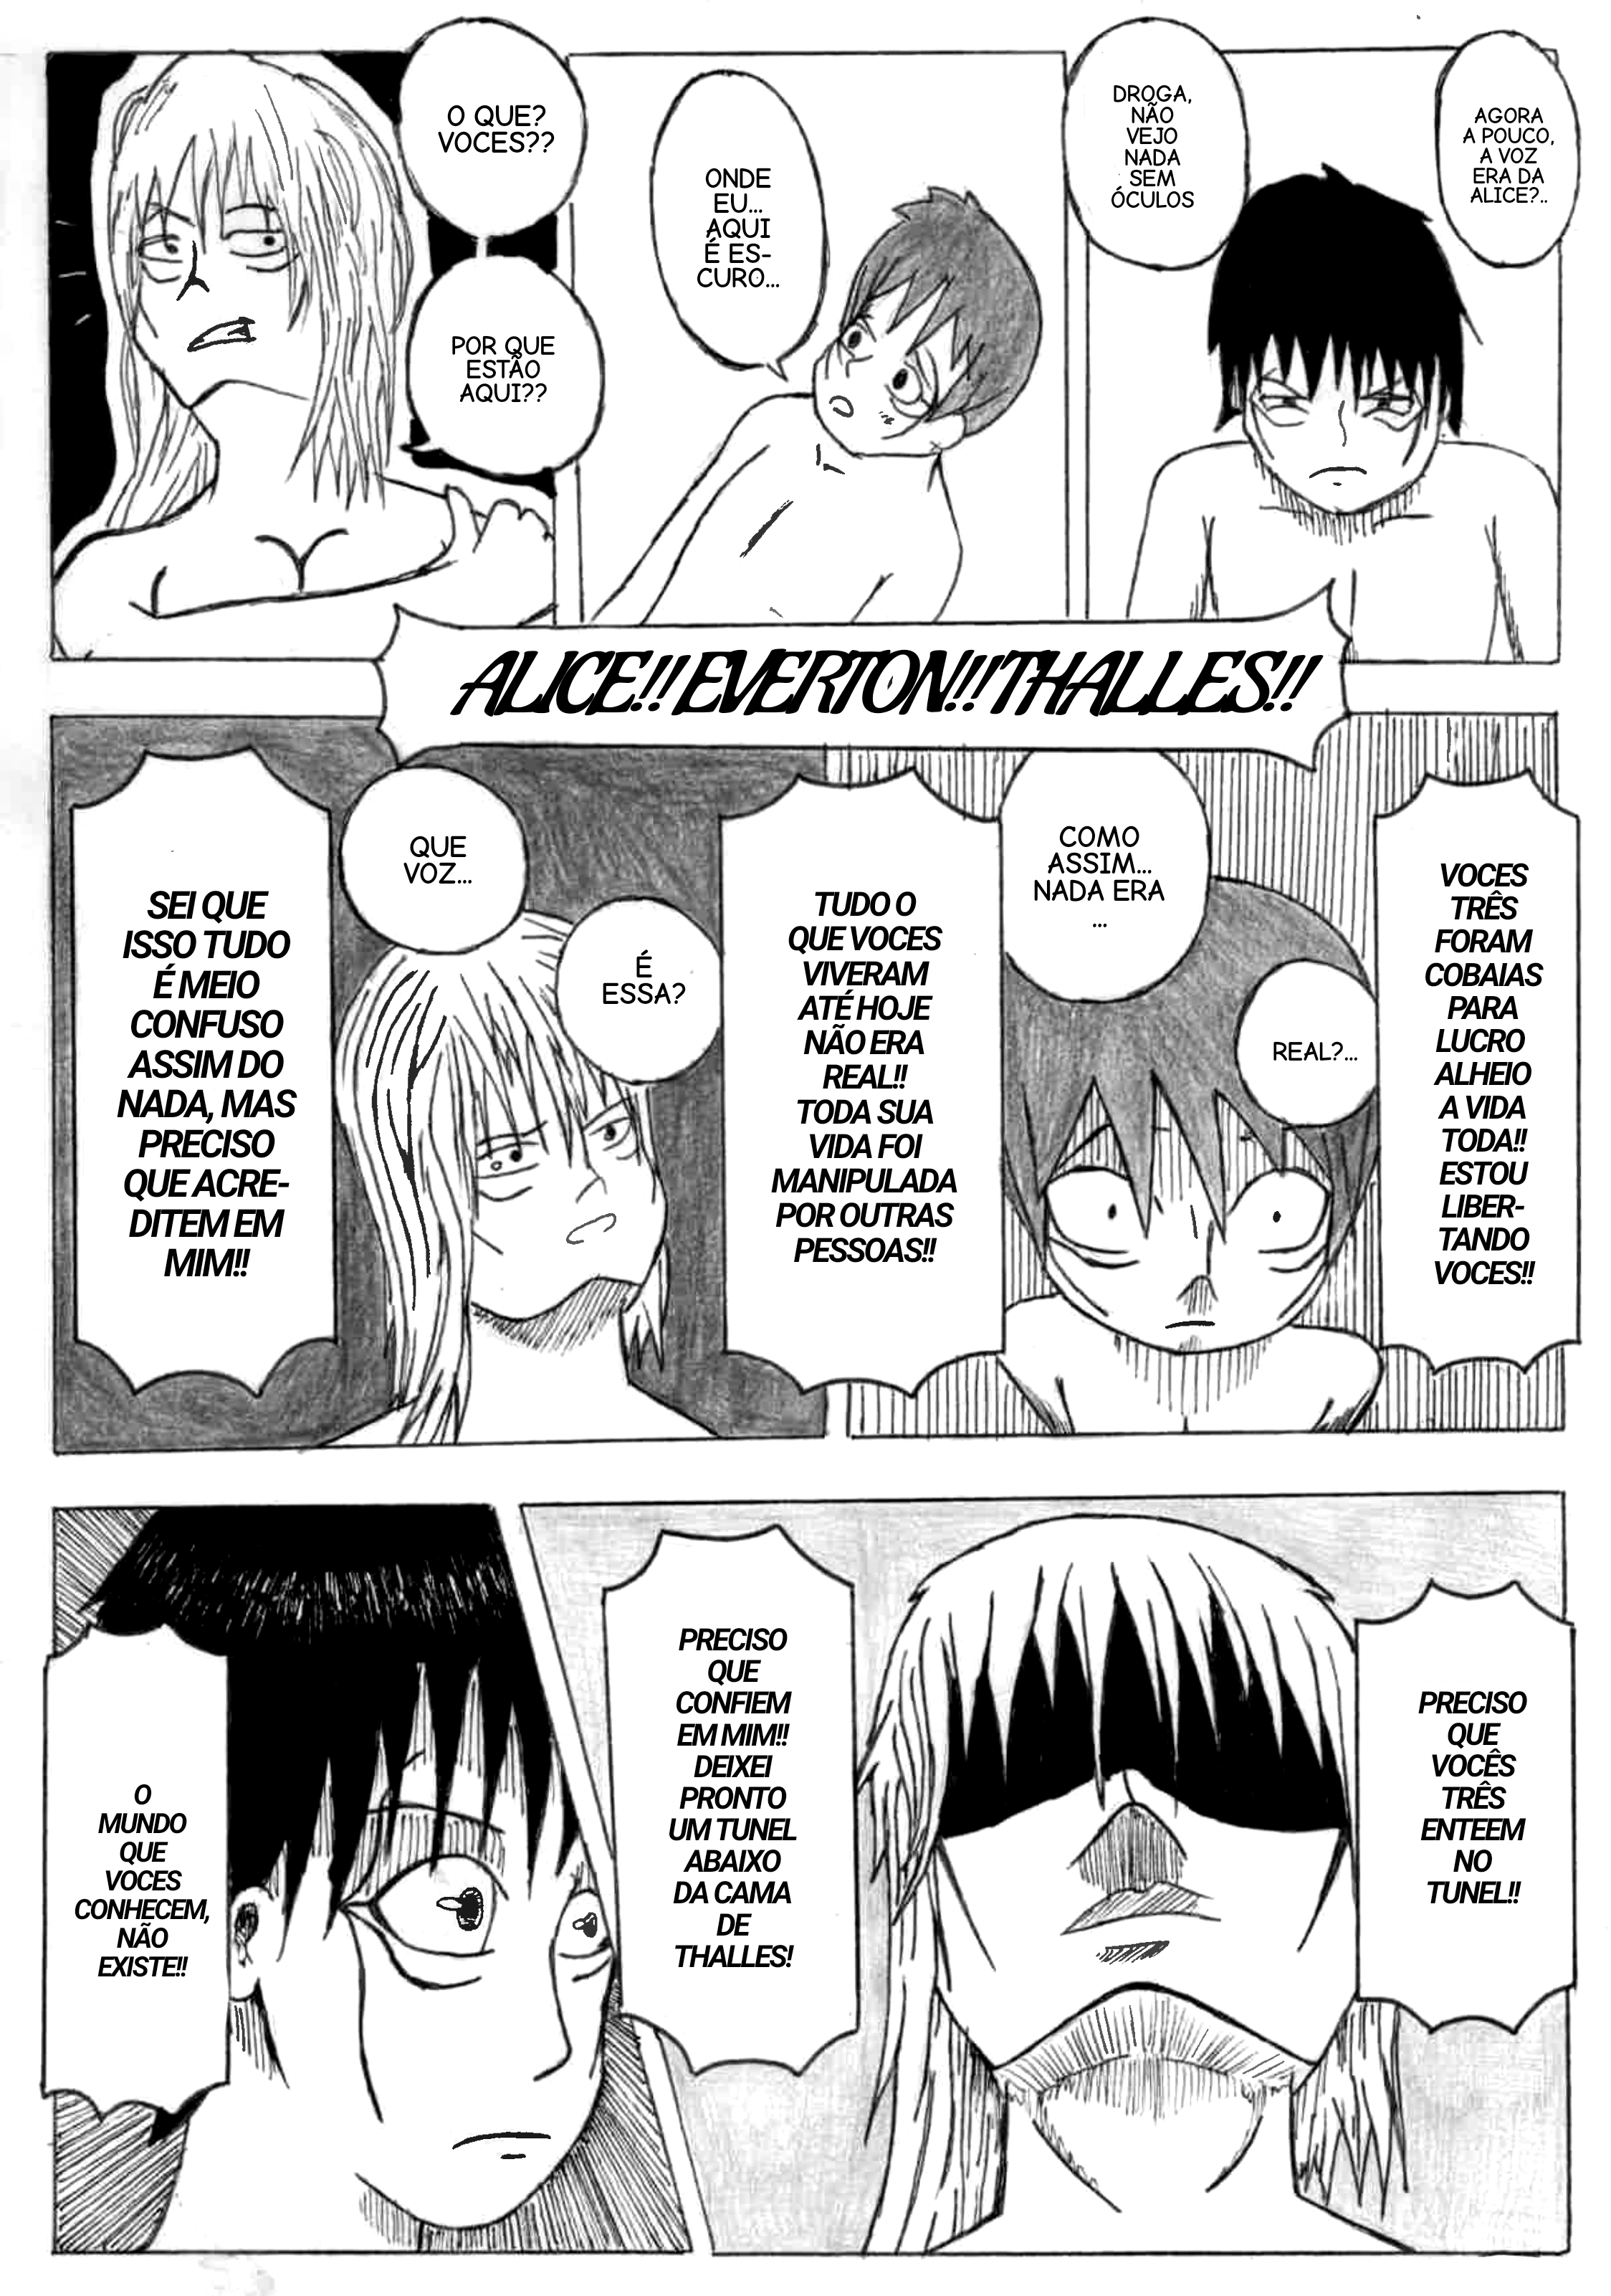 O QUE?
VOCES??
POR QUE
ESTÃO
AQUI??
ONDE
EU...
AQUI
É ES-
CURO...
DROGA,
NÃO
VEJO
NADA
SEM
ÓCULOS
AGORA
A POUCO,
A VOZ
ERA DA
ALICE?..
ALICE!! EVERTON!! THALLES!!
SEI QUE
ISSO TUDO
É MEIO
CONFUSO
ASSIM DO
NADA, MAS
PRECISO
QUE ACRE-
DITEM EM
MIM!!
QUE
VOZ...
É
ESSA?
TUDO O
QUE VOCES
VIVERAM
ATÉ HOJE
NÃO ERA
REAL!!
TODA SUA
VIDA FOI
MANIPULADA
POR OUTRAS
PESSOAS!!
COMO
ASSIM...
NADA ERA
...
REAL?...
VOCES
TRÊS
FORAM
COBAIAS
PARA
LUCRO
ALHEIO
A VIDA
TODA!!
ESTOU
LIBER-
TANDO
VOCES!!
O
MUNDO
QUE
VOCES
CONHECEM,
NÃO
EXISTE!!
PRECISO
QUE
CONFIEM
EM MIM!!
DEIXEI
PRONTO
UM TUNEL
ABAIXO
DA CAMA
DE
THALLES!
PRECISO
QUE
VOCÊS
TRÊS
ENTEEM
NO
TUNEL!!